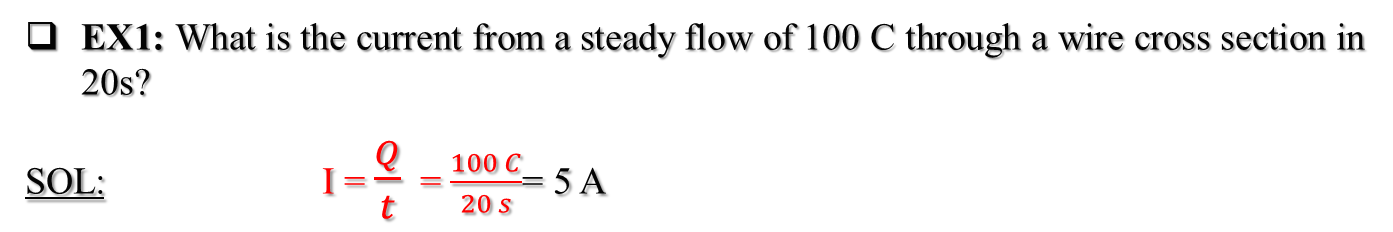 ❑ EX1: What is the current from a steady flow of 100 C through a wire cross section in
20s?
SOL: I = Q/t = 100 C/20 s = 5 A